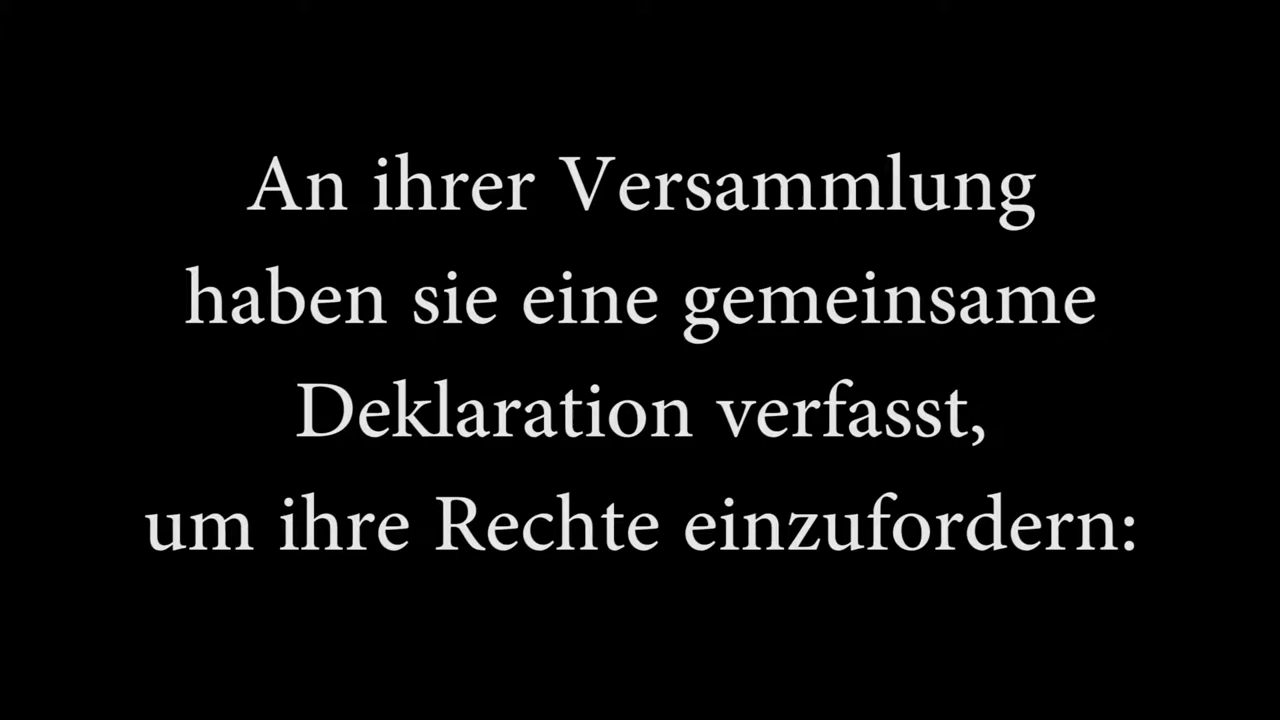 An ihrer Versammlung
haben sie eine gemeinsame
Deklaration verfasst,
um ihre Rechte einzufordern: